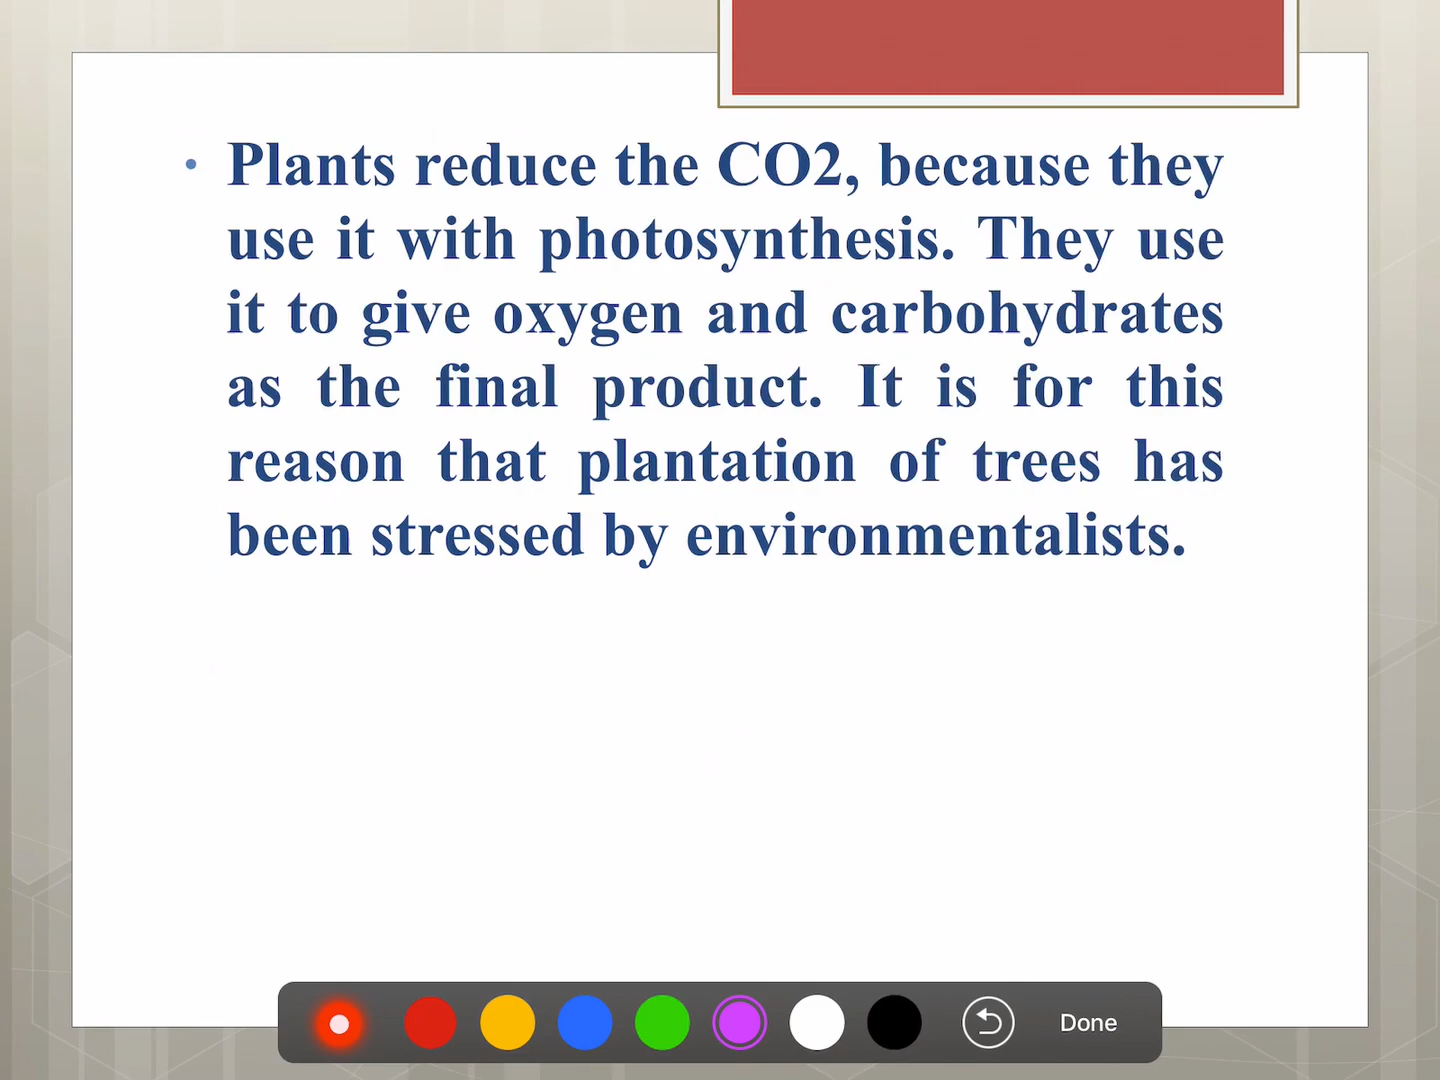 • Plants reduce the CO2, because they
use it with photosynthesis. They use
it to give oxygen and carbohydrates
as the final product. It is for this
reason that plantation of trees has
been stressed by environmentalists.
Done